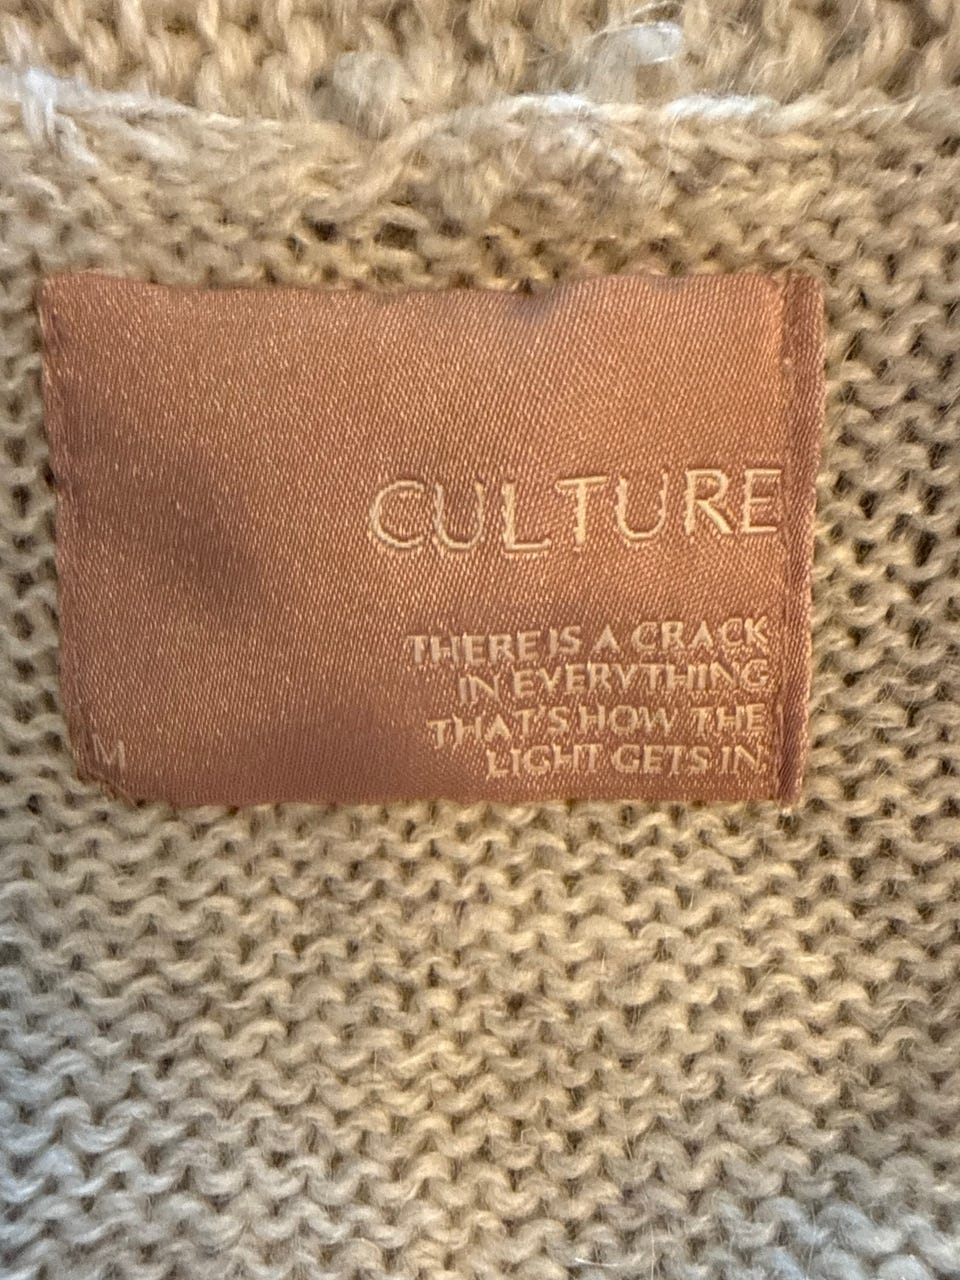 CULTURE
THERE IS A CRACK
IN EVERYTHING
THAT'S HOW THE
LIGHT GETS IN
M